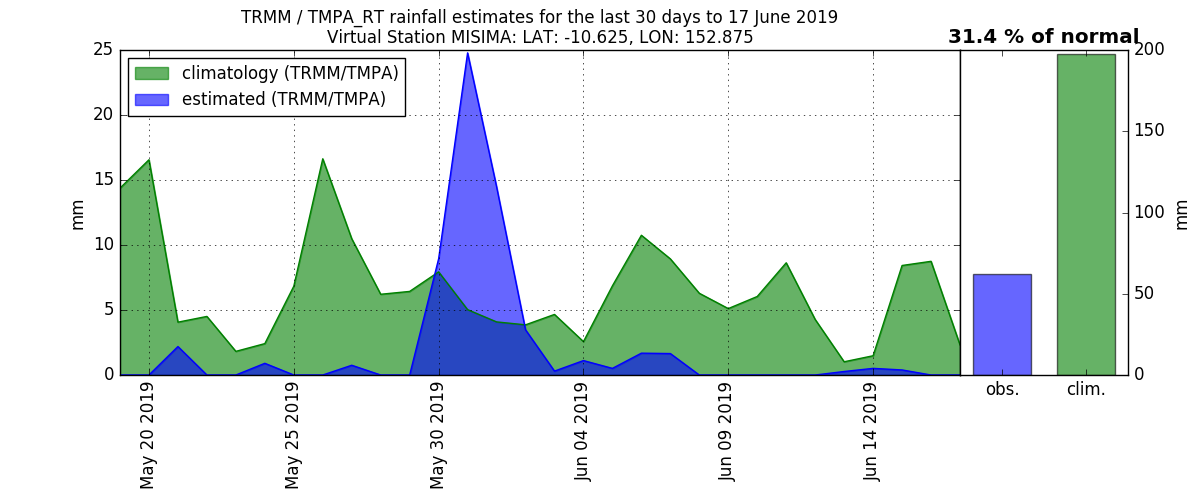 TRMM / TMPA_RT rainfall estimates for the last 30 days to 17 June 2019
Virtual Station MISIMA: LAT: -10.625, LON: 152.875
31.4 % of normal
climatology (TRMM/TMPA)
estimated (TRMM/TMPA)
25
20
15
10
5
0
mm
May 20 2019
May 25 2019
May 30 2019
Jun 04 2019
Jun 09 2019
Jun 14 2019
obs.
clim.
200
150
100
50
0
mm